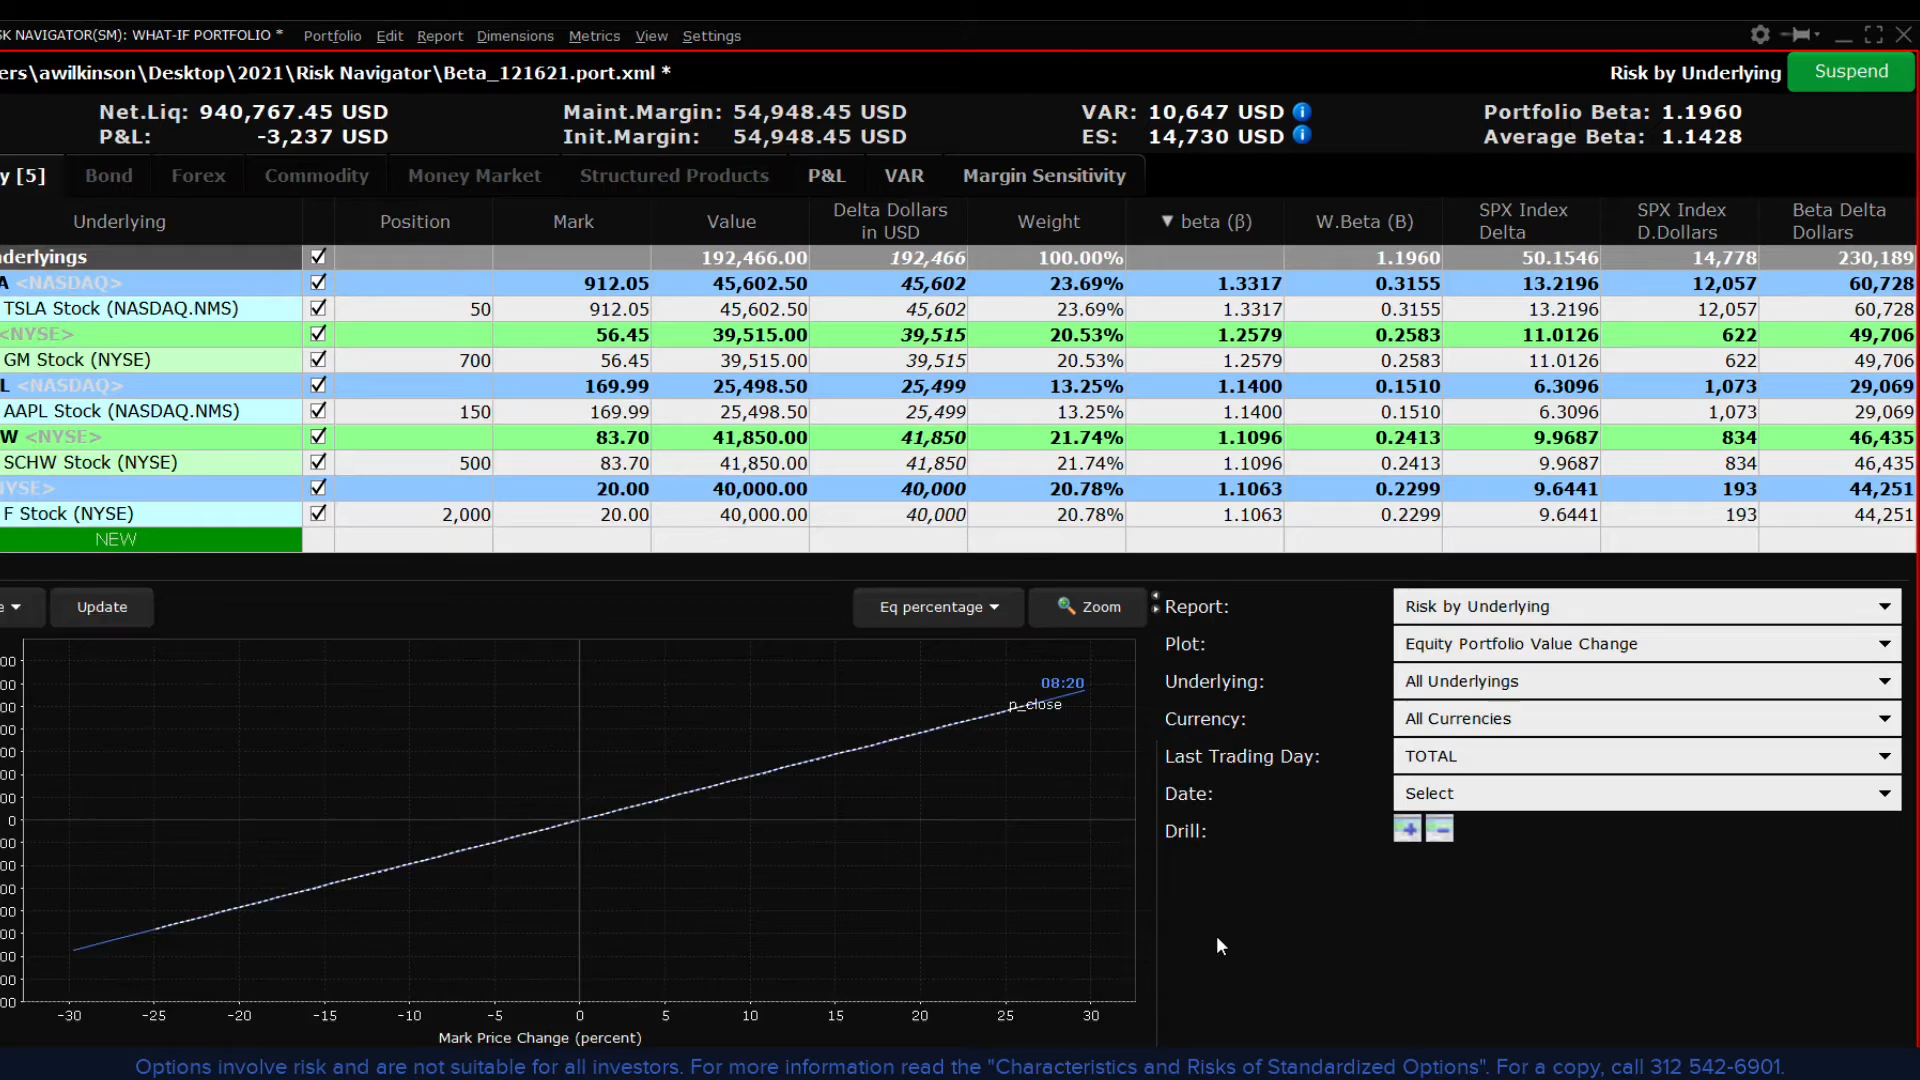 SK NAVIGATOR(SM): WHAT-IF PORTFOLIO * Portfolio Edit Report Dimensions Metrics View Settings
ers\awilkinson\Desktop\2021\Risk Navigator\Beta_121621.port.xml * Risk by Underlying Suspend
Net.Liq: 940,767.45 USD Maint.Margin: 54,948.45 USD VAR: 10,647 USD Portfolio Beta: 1.1960
P&L: -3,237 USD Init.Margin: 54,948.45 USD ES: 14,730 USD Average Beta: 1.1428
y [5] Bond Forex Commodity Money Market Structured Products P&L VAR Margin Sensitivity
Underlying Position Mark Value Delta Dollars in USD Weight ▼ beta (β) W.Beta (B) SPX Index Delta SPX Index D.Dollars Beta Delta Dollars
nderlyings 192,466.00 192,466 100.00% 1.1960 50.1546 14,778 230,189
A <NASDAQ> 912.05 45,602.50 45,602 23.69% 1.3317 0.3155 13.2196 12,057 60,728
TSLA Stock (NASDAQ.NMS) 50 912.05 45,602.50 45,602 23.69% 1.3317 0.3155 13.2196 12,057 60,728
<NYSE> 56.45 39,515.00 39,515 20.53% 1.2579 0.2583 11.0126 622 49,706
GM Stock (NYSE) 700 56.45 39,515.00 39,515 20.53% 1.2579 0.2583 11.0126 622 49,706
L <NASDAQ> 169.99 25,498.50 25,499 13.25% 1.1400 0.1510 6.3096 1,073 29,069
AAPL Stock (NASDAQ.NMS) 150 169.99 25,498.50 25,499 13.25% 1.1400 0.1510 6.3096 1,073 29,069
W <NYSE> 83.70 41,850.00 41,850 21.74% 1.1096 0.2413 9.9687 834 46,435
SCHW Stock (NYSE) 500 83.70 41,850.00 41,850 21.74% 1.1096 0.2413 9.9687 834 46,435
NYSE> 20.00 40,000.00 40,000 20.78% 1.1063 0.2299 9.6441 193 44,251
F Stock (NYSE) 2,000 20.00 40,000.00 40,000 20.78% 1.1063 0.2299 9.6441 193 44,251
NEW
e Update Eq percentage Zoom
Report: Risk by Underlying
Plot: Equity Portfolio Value Change
Underlying: All Underlyings
Currency: All Currencies
Last Trading Day: TOTAL
Date: Select
Drill:
08:20
p_close
0
-30 -25 -20 -15 -10 -5 0 5 10 15 20 25 30
Mark Price Change (percent)
Options involve risk and are not suitable for all investors. For more information read the "Characteristics and Risks of Standardized Options". For a copy, call 312 542-6901.